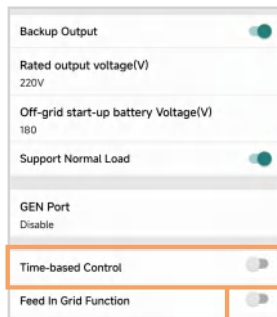 Backup Output
Rated output voltage(V)
220V
Off-grid start-up battery Voltage(V)
180
Support Normal Load
GEN Port
Disable
Time-based Control
Feed In Grid Function